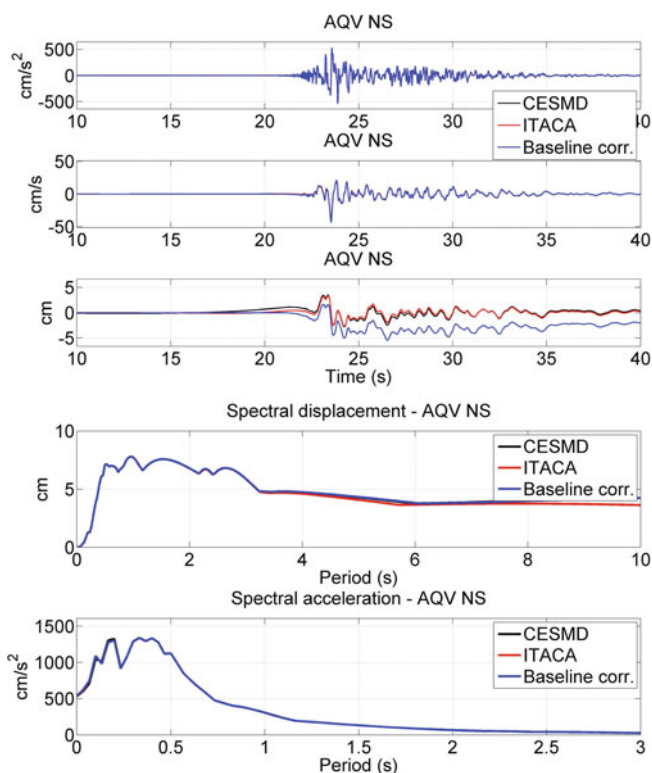 AQV NS
cm/s²
500
0
-500
10 15 20 25 30 35 40
CESMD
ITACA
Baseline corr.
AQV NS
cm/s
50
0
-50
10 15 20 25 30 35 40
AQV NS
cm
5
0
-5
10 15 20 25 30 35 40
Time (s)
Spectral displacement - AQV NS
cm
10
5
0
CESMD
ITACA
Baseline corr.
0 2 4 6 8 10
Period (s)
Spectral acceleration - AQV NS
cm/s²
1500
1000
500
0
CESMD
ITACA
Baseline corr.
0 0.5 1 1.5 2 2.5 3
Period (s)